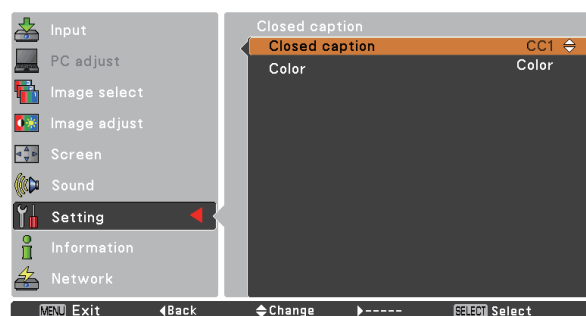 Input
PC adjust
Image select
Image adjust
Screen
Sound
Setting
Information
Network
Closed caption
Closed caption CC1
Color Color
MENU Exit Back Change ----- SELECT Select